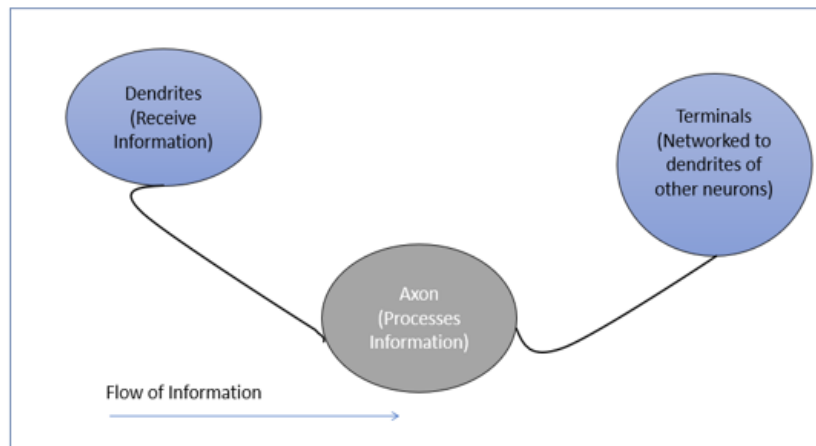 Dendrites
(Receive
Information)
Terminals
(Networked to
dendrites of
other neurons)
Axon
(Processes
Information)
Flow of Information